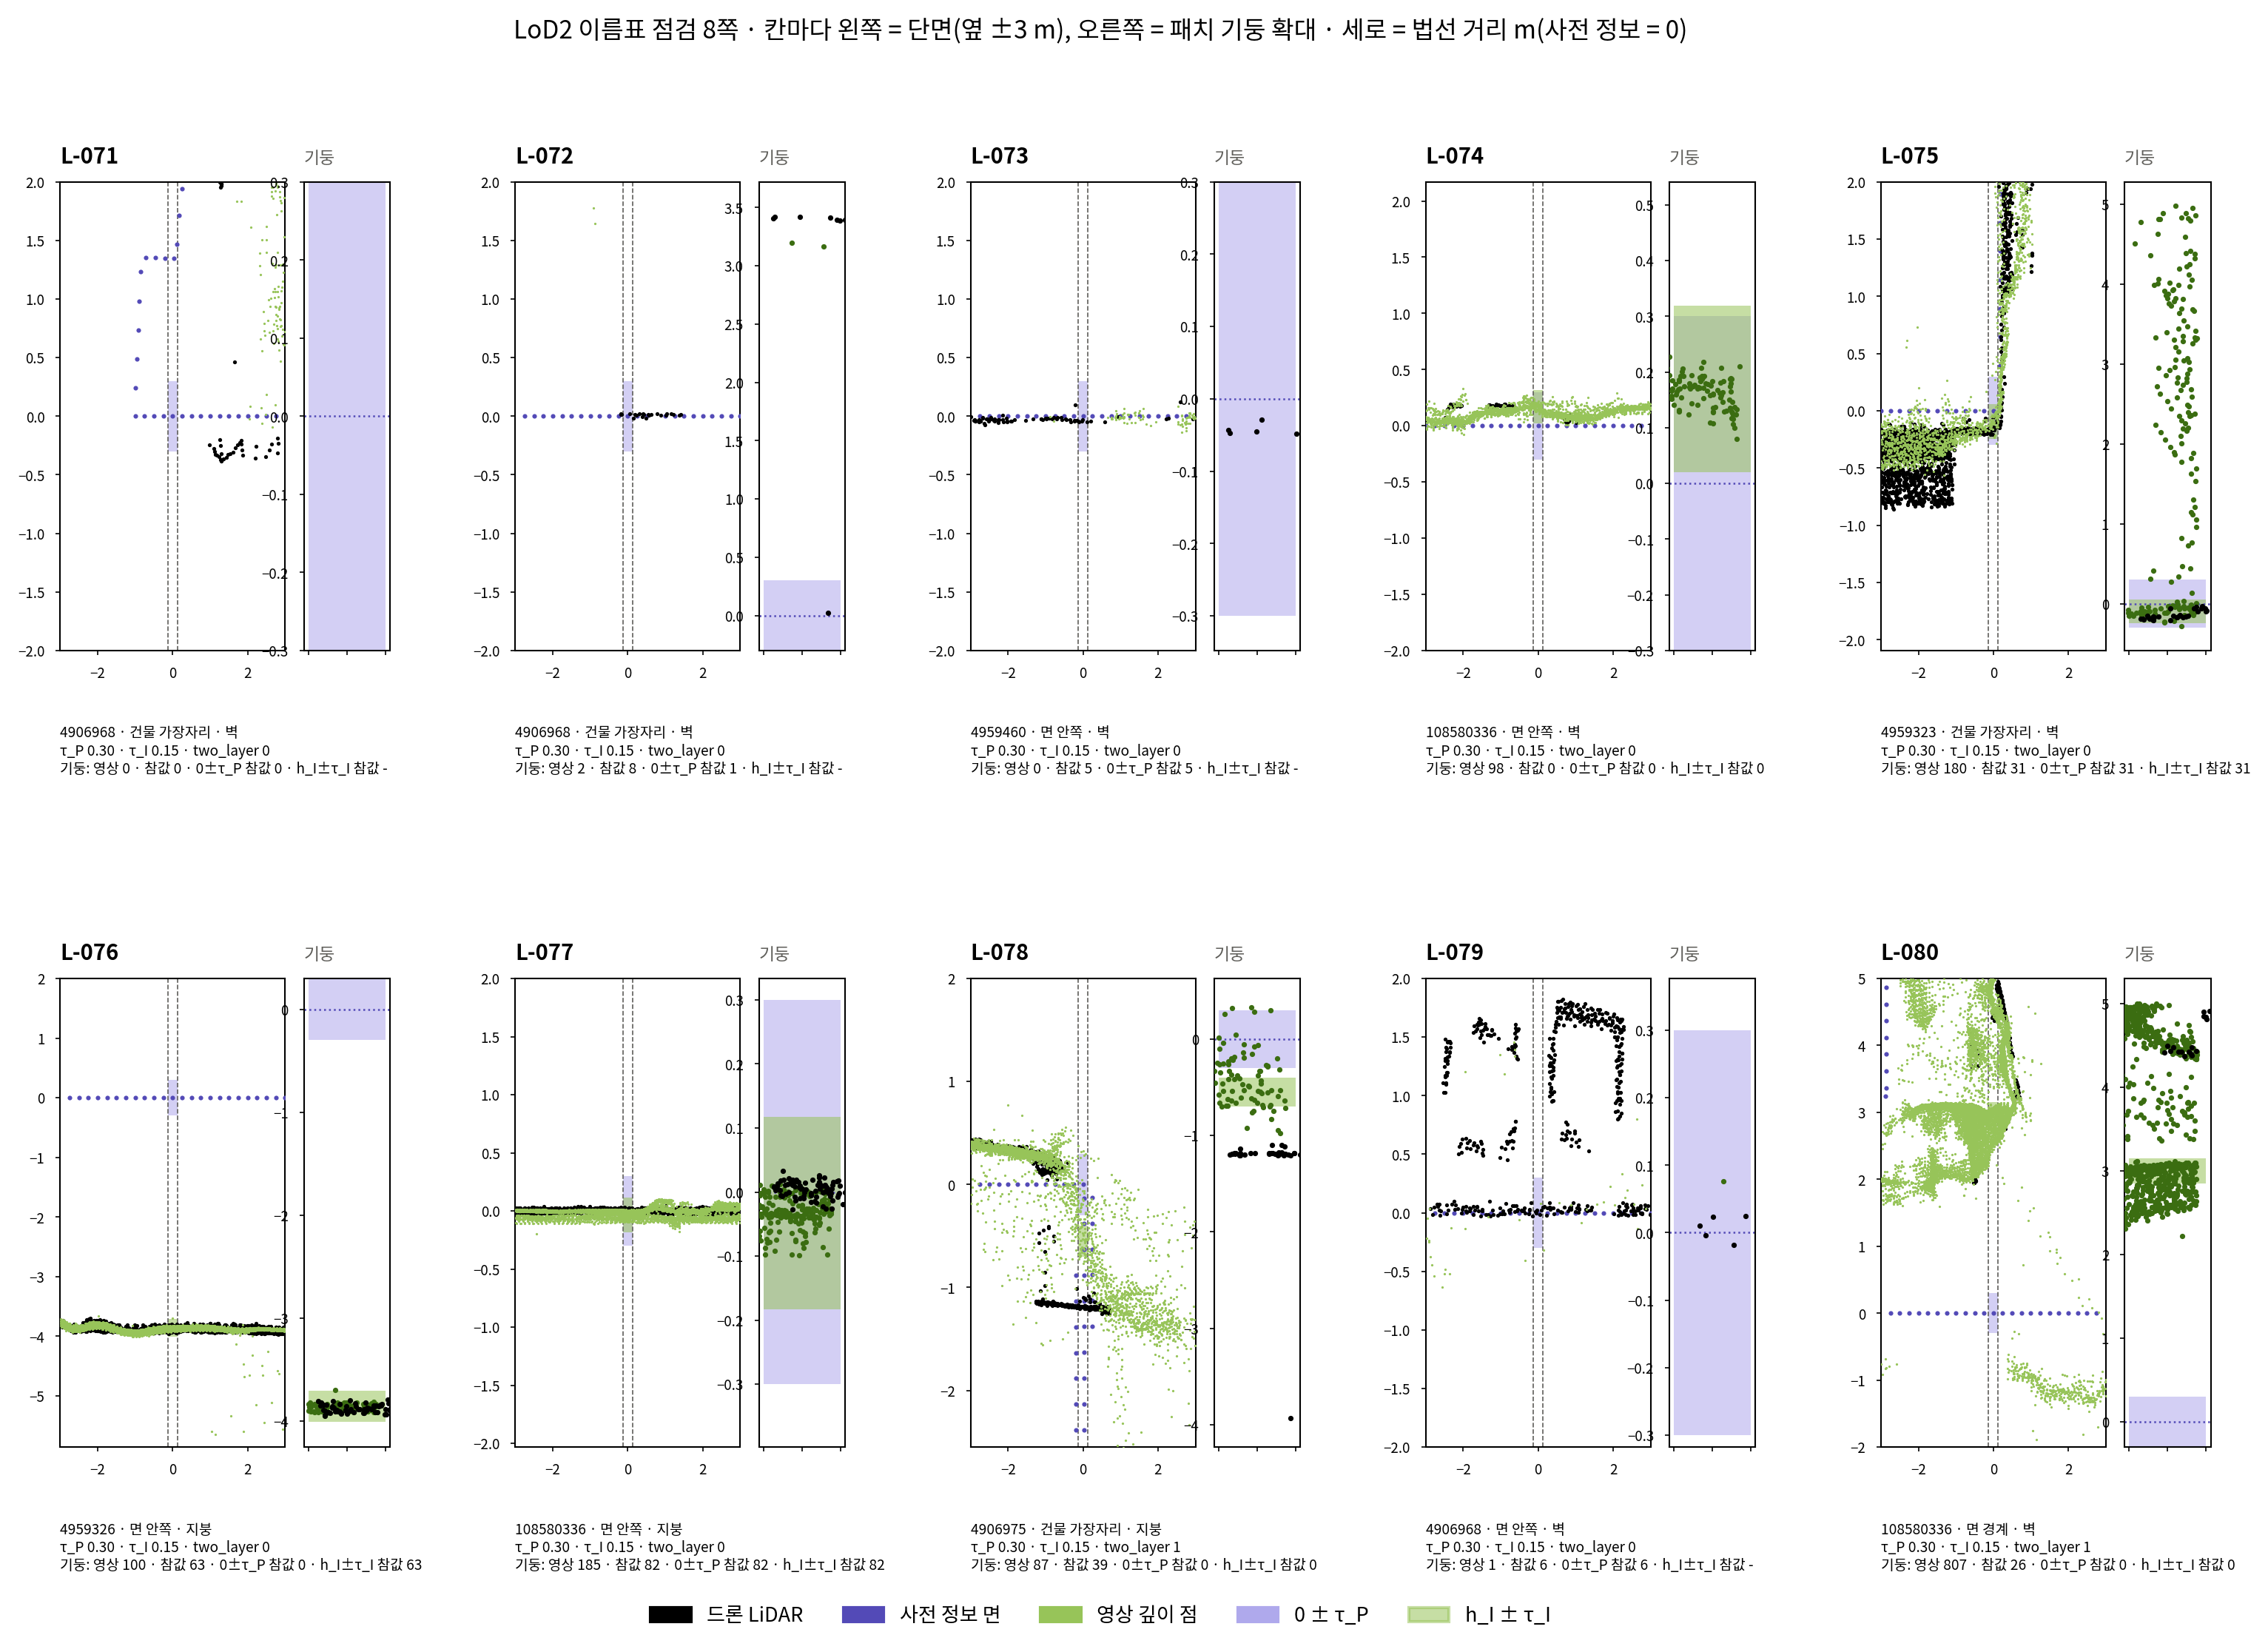 LoD2 이름표 점검 8쪽 · 칸마다 왼쪽 = 단면(옆 ±3 m), 오른쪽 = 패치 기둥 확대 · 세로 = 법선 거리 m(사전 정보 = 0)
L-071 기둥
L-072 기둥
L-073 기둥
L-074 기둥
L-075 기둥
4906968 · 건물 가장자리 · 벽
τ_P 0.30 · τ_I 0.15 · two_layer 0
기둥: 영상 0 · 참값 0 · 0±τ_P 참값 0 · h_I±τ_I 참값 -
4906968 · 건물 가장자리 · 벽
τ_P 0.30 · τ_I 0.15 · two_layer 0
기둥: 영상 2 · 참값 8 · 0±τ_P 참값 1 · h_I±τ_I 참값 -
4959460 · 면 안쪽 · 벽
τ_P 0.30 · τ_I 0.15 · two_layer 0
기둥: 영상 0 · 참값 5 · 0±τ_P 참값 5 · h_I±τ_I 참값 -
108580336 · 면 안쪽 · 벽
τ_P 0.30 · τ_I 0.15 · two_layer 0
기둥: 영상 98 · 참값 0 · 0±τ_P 참값 0 · h_I±τ_I 참값 0
4959323 · 건물 가장자리 · 벽
τ_P 0.30 · τ_I 0.15 · two_layer 0
기둥: 영상 180 · 참값 31 · 0±τ_P 참값 31 · h_I±τ_I 참값 31
L-076 기둥
L-077 기둥
L-078 기둥
L-079 기둥
L-080 기둥
4959326 · 면 안쪽 · 지붕
τ_P 0.30 · τ_I 0.15 · two_layer 0
기둥: 영상 100 · 참값 63 · 0±τ_P 참값 0 · h_I±τ_I 참값 63
108580336 · 면 안쪽 · 지붕
τ_P 0.30 · τ_I 0.15 · two_layer 0
기둥: 영상 185 · 참값 82 · 0±τ_P 참값 82 · h_I±τ_I 참값 82
4906975 · 건물 가장자리 · 지붕
τ_P 0.30 · τ_I 0.15 · two_layer 1
기둥: 영상 87 · 참값 39 · 0±τ_P 참값 0 · h_I±τ_I 참값 0
4906968 · 면 안쪽 · 벽
τ_P 0.30 · τ_I 0.15 · two_layer 0
기둥: 영상 1 · 참값 6 · 0±τ_P 참값 6 · h_I±τ_I 참값 -
108580336 · 면 경계 · 벽
τ_P 0.30 · τ_I 0.15 · two_layer 1
기둥: 영상 807 · 참값 26 · 0±τ_P 참값 0 · h_I±τ_I 참값 0
드론 LiDAR 사전 정보 면 영상 깊이 점 0 ± τ_P h_I ± τ_I